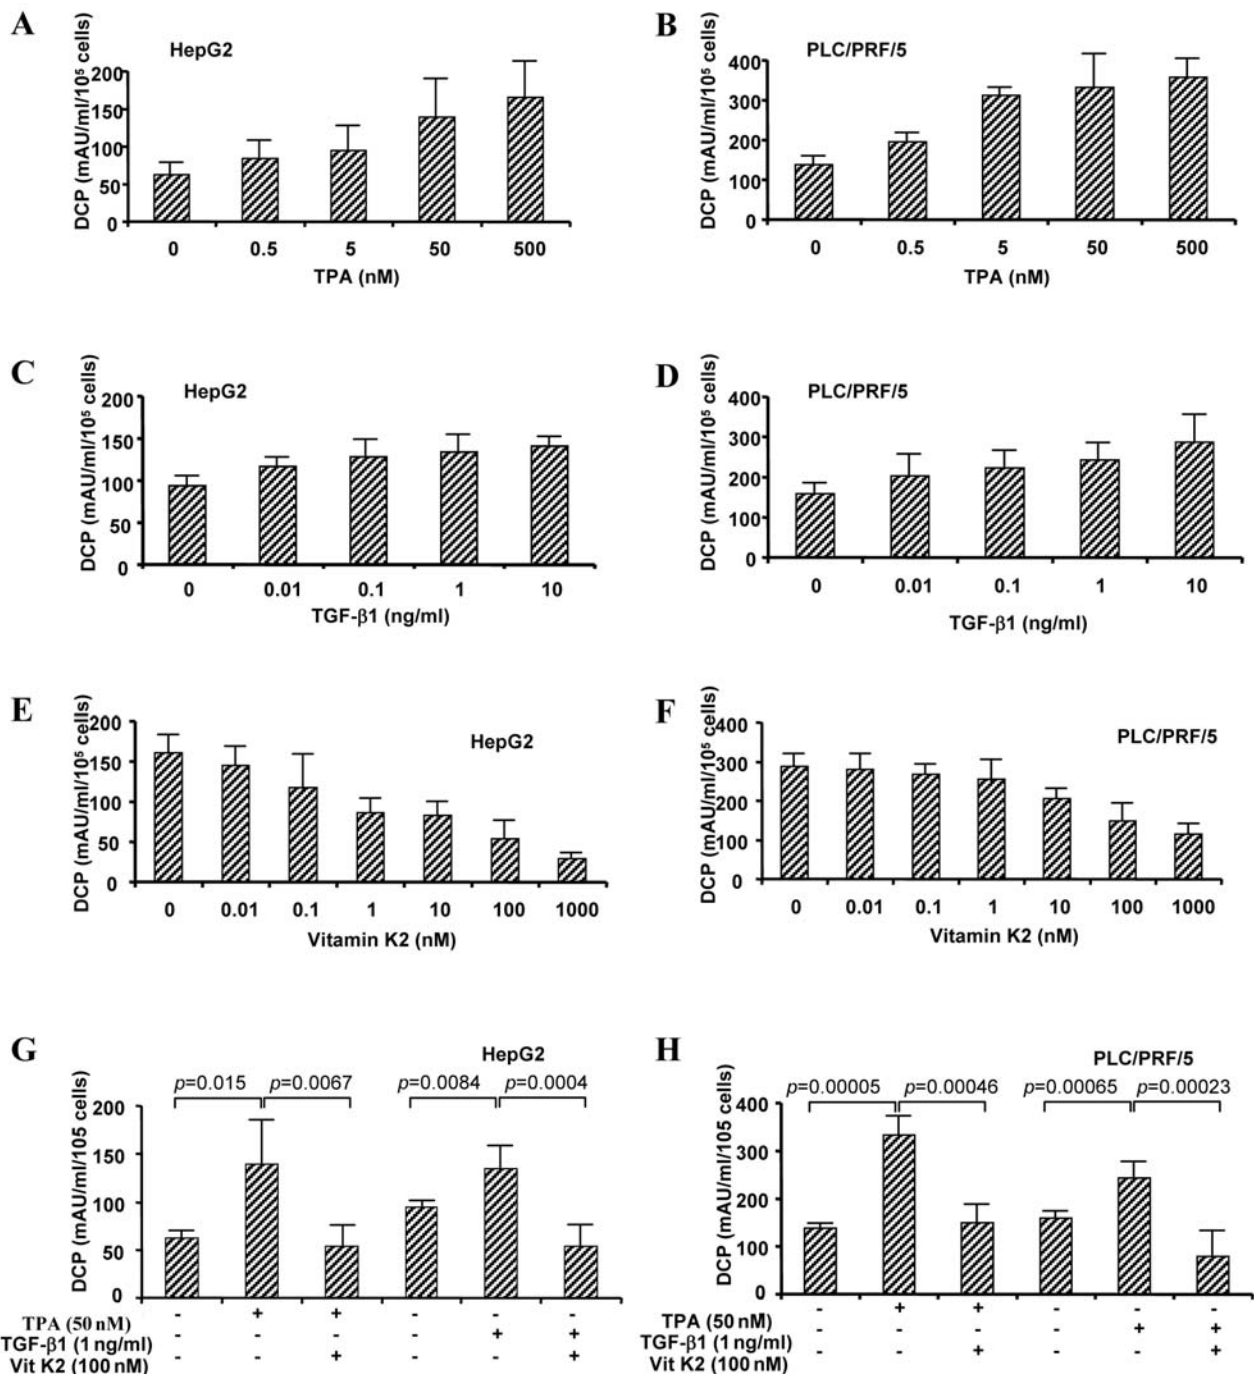 A
HepG2
DCP (mAU/ml/10⁵ cells)
200
150
100
50
0
0 0.5 5 50 500
TPA (nM)
B
PLC/PRF/5
DCP (mAU/ml/10⁵ cells)
400
300
200
100
0
0 0.5 5 50 500
TPA (nM)
C
HepG2
DCP (mAU/ml/10⁵ cells)
200
150
100
50
0
0 0.01 0.1 1 10
TGF-β1 (ng/ml)
D
PLC/PRF/5
DCP (mAU/ml/10⁵ cells)
400
300
200
100
0
0 0.01 0.1 1 10
TGF-β1 (ng/ml)
E
HepG2
DCP (mAU/ml/10⁵ cells)
200
150
100
50
0
0 0.01 0.1 1 10 100 1000
Vitamin K2 (nM)
F
PLC/PRF/5
DCP (mAU/ml/10⁵ cells)
400
300
200
100
0
0 0.01 0.1 1 10 100 1000
Vitamin K2 (nM)
G
HepG2
p=0.015 p=0.0067 p=0.0084 p=0.0004
DCP (mAU/ml/105 cells)
200
150
100
50
0
TPA (50 nM) - + + - - -
TGF-β1 (1 ng/ml) - - - - + +
Vit K2 (100 nM) - - + - - +
H
PLC/PRF/5
p=0.00005 p=0.00046 p=0.00065 p=0.00023
DCP (mAU/ml/105 cells)
400
300
200
100
0
TPA (50 nM) - + + - - -
TGF-β1 (1 ng/ml) - - - - + +
Vit K2 (100 nM) - - + - - +